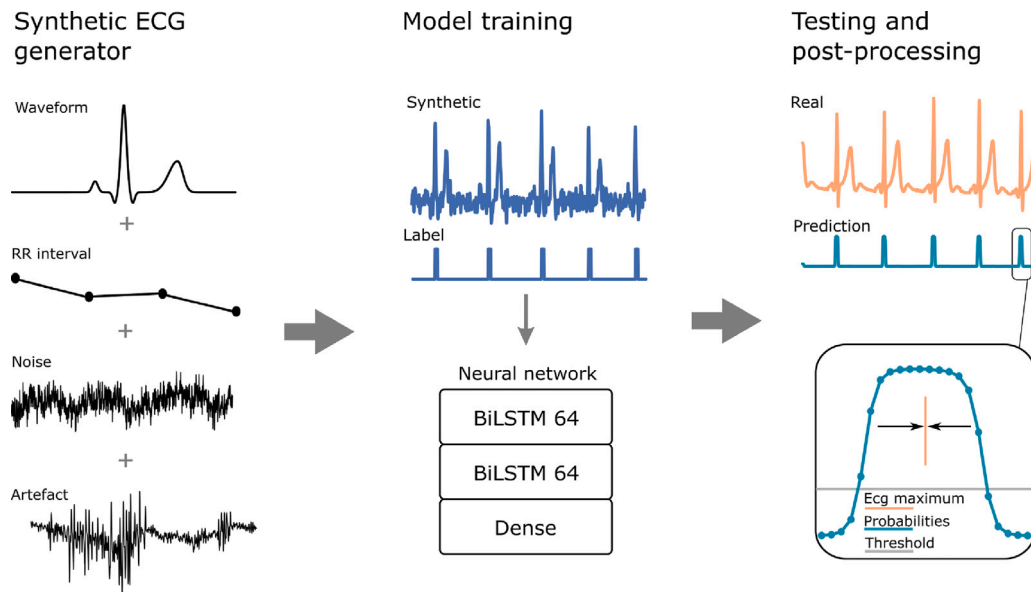 Synthetic ECG
generator
Waveform
+
RR interval
+
Noise
+
Artefact
Model training
Synthetic
Label
Neural network
BiLSTM 64
BiLSTM 64
Dense
Testing and
post-processing
Real
Prediction
Ecg maximum
Probabilities
Threshold